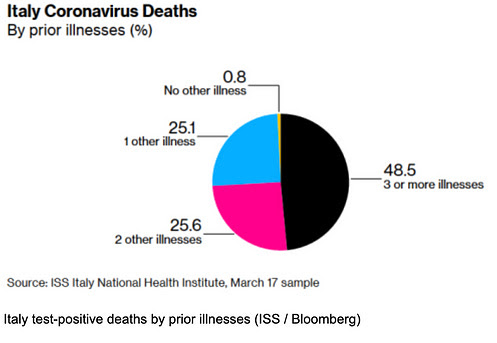 Italy Coronavirus Deaths
By prior illnesses (%)
0.8
No other illness
25.1
1 other illness
48.5
3 or more illnesses
25.6
2 other illnesses
Source: ISS Italy National Health Institute, March 17 sample
Italy test-positive deaths by prior illnesses (ISS / Bloomberg)